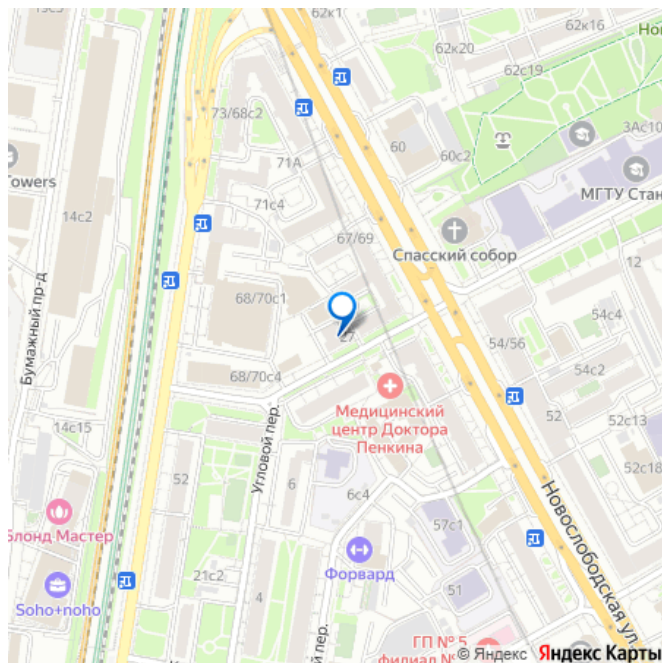 62к1
62к16
62к20
62с19
73/68с2
60
60с2
3Ас10
71А
МГТУ Стан
Towers
71с4
14с2
67/69
Спасский собор
12
Бумажный пр-д
68/70с1
54с4
27
54/56
68/70с4
54с2
Медицинский
центр Доктора
Пенкина
52
52с13
14с15
Угловой пер.
52с18
52
6
6с4
57с1
Новослободская ул.
Блонд Мастер
Форвард
21с2
51
Soho+noho
4
пер.
ГП № 5
филиал №
© Яндекс Яндекс Карты